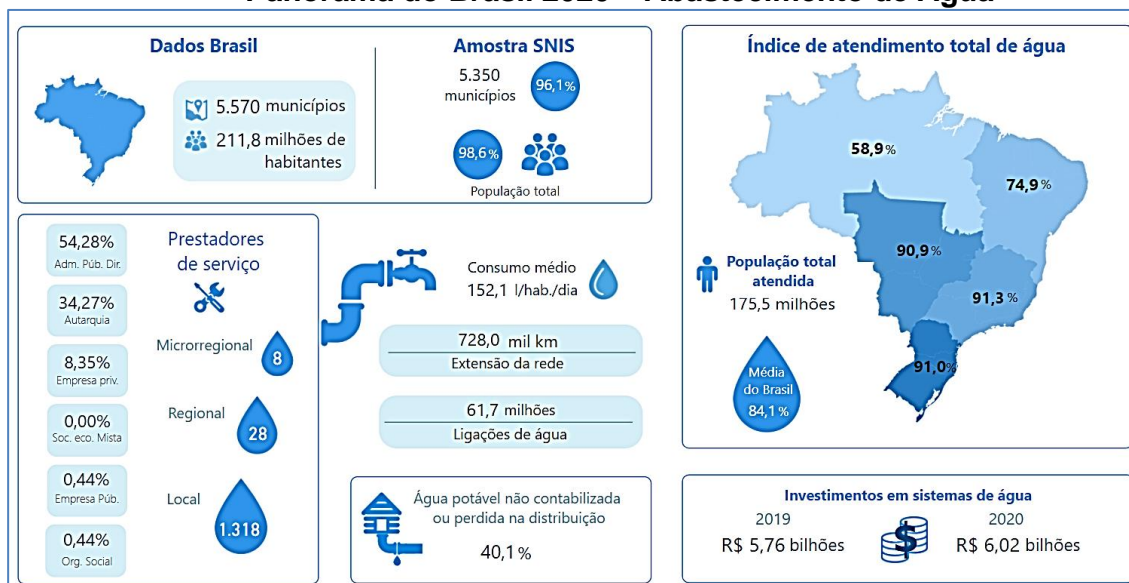 Panorama do Brasil 2020 – Abastecimento de Água
Dados Brasil
5.570 municípios
211,8 milhões de
habitantes
Amostra SNIS
5.350
municípios
96,1%
98,6%
População total
Índice de atendimento total de água
58,9%
74,9%
90,9%
91,3%
91,0%
População total
atendida
175,5 milhões
Média
do Brasil
84,1%
54,28%
Adm. Púb. Dir.
34,27%
Autarquia
8,35%
Empresa priv.
0,00%
Soc. eco. Mista
0,44%
Empresa Púb.
0,44%
Org. Social
Prestadores
de serviço
Microrregional
8
Regional
28
Local
1.318
Consumo médio
152,1 l/hab./dia
728,0 mil km
Extensão da rede
61,7 milhões
Ligações de água
Água potável não contabilizada
ou perdida na distribuição
40,1%
Investimentos em sistemas de água
2019
R$ 5,76 bilhões
$
2020
R$ 6,02 bilhões